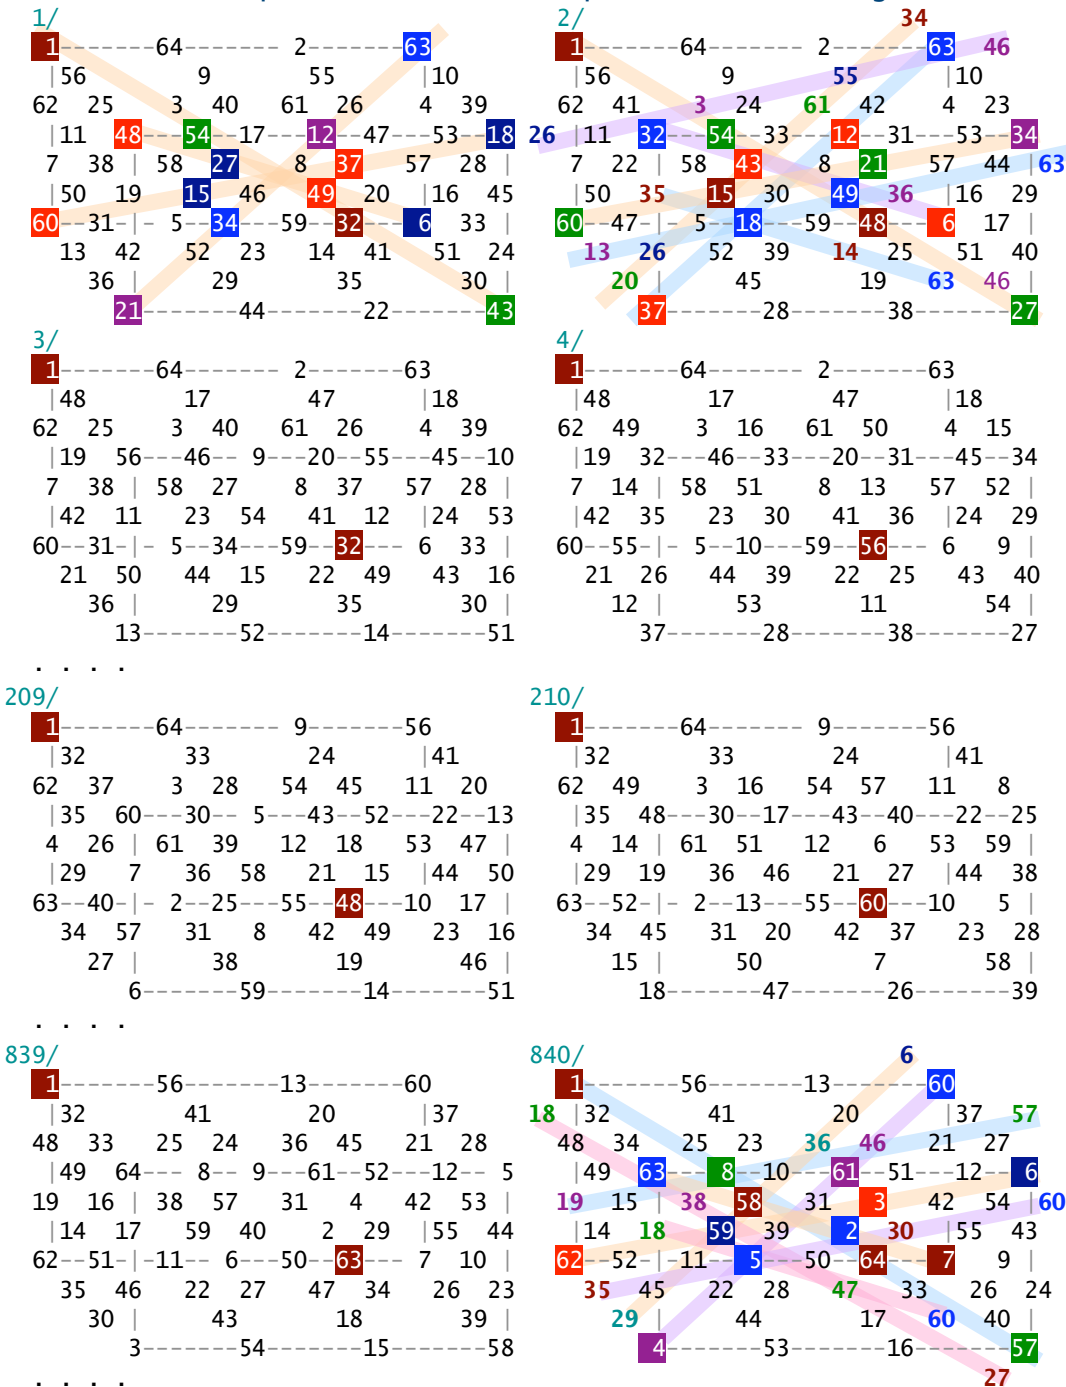 1/
1-------64------- 2-------63
|56 9 55 |10
62 25 3 40 61 26 4 39
|11 48---54---17---12---47---53---18
7 38 | 58 27 8 37 57 28 |
|50 19 15 46 49 20 |16 45
60--31-|- 5--34---59--32--- 6 33 |
13 42 52 23 14 41 51 24
36 | 29 35 30 |
21-------44-------22-------43
2/
34
1-------64------- 2-------63 46
|56 9 55 |10
62 41 3 24 61 42 4 23
26 |11 32---54---33---12---31---53---34
7 22 | 58 43 8 21 57 44 |63
|50 35 15 30 49 36 |16 29
60--47-|- 5--18---59--48--- 6 17 |
13 26 52 39 14 25 51 40
20 | 45 19 63 46 |
37-------28-------38-------27
3/
1-------64------- 2-------63
|48 17 47 |18
62 25 3 40 61 26 4 39
|19 56---46-- 9---20---55---45--10
7 38 | 58 27 8 37 57 28 |
|42 11 23 54 41 12 |24 53
60--31-|- 5--34---59--32--- 6 33 |
21 50 44 15 22 49 43 16
36 | 29 35 30 |
13-------52-------14-------51
4/
1-------64------- 2-------63
|48 17 47 |18
62 49 3 16 61 50 4 15
|19 32---46--33---20---31---45--34
7 14 | 58 51 8 13 57 52 |
|42 35 23 30 41 36 |24 29
60--55-|- 5--10---59--56--- 6 9 |
21 26 44 39 22 25 43 40
12 | 53 11 54 |
37-------28-------38-------27
. . . .
209/
1-------64------- 9-------56
|32 33 24 |41
62 37 3 28 54 45 11 20
|35 60---30-- 5---43---52---22--13
4 26 | 61 39 12 18 53 47 |
|29 7 36 58 21 15 |44 50
63--40-|- 2--25---55--48---10 17 |
34 57 31 8 42 49 23 16
27 | 38 19 46 |
6-------59-------14-------51
210/
1-------64------- 9-------56
|32 33 24 |41
62 49 3 16 54 57 11 8
|35 48---30--17---43---40---22--25
4 14 | 61 51 12 6 53 59 |
|29 19 36 46 21 27 |44 38
63--52-|- 2--13---55--60---10 5 |
34 45 31 20 42 37 23 28
15 | 50 7 58 |
18-------47-------26-------39
. . . .
839/
1-------56-------13-------60
|32 41 20 |37
48 33 25 24 36 45 21 28
|49 64--- 8-- 9---61---52---12-- 5
19 16 | 38 57 31 4 42 53 |
|14 17 59 40 2 29 |55 44
62--51-|-11--- 6---50--63--- 7 10 |
35 46 22 27 47 34 26 23
30 | 43 18 39 |
3-------54-------15-------58
. . . .
840/
6
1-------56-------13-------60
18 |32 41 20 |37 57
48 34 25 23 36 46 21 27
|49 63--- 8--10---61---51---12-- 6
19 15 | 38 58 31 3 42 54 |60
|14 18 59 39 2 30 |55 43
62--52-|-11--- 5---50--64--- 7 9 |
35 45 22 28 47 33 26 24
29 | 44 17 60 40 |
4-------53-------16-------57
27